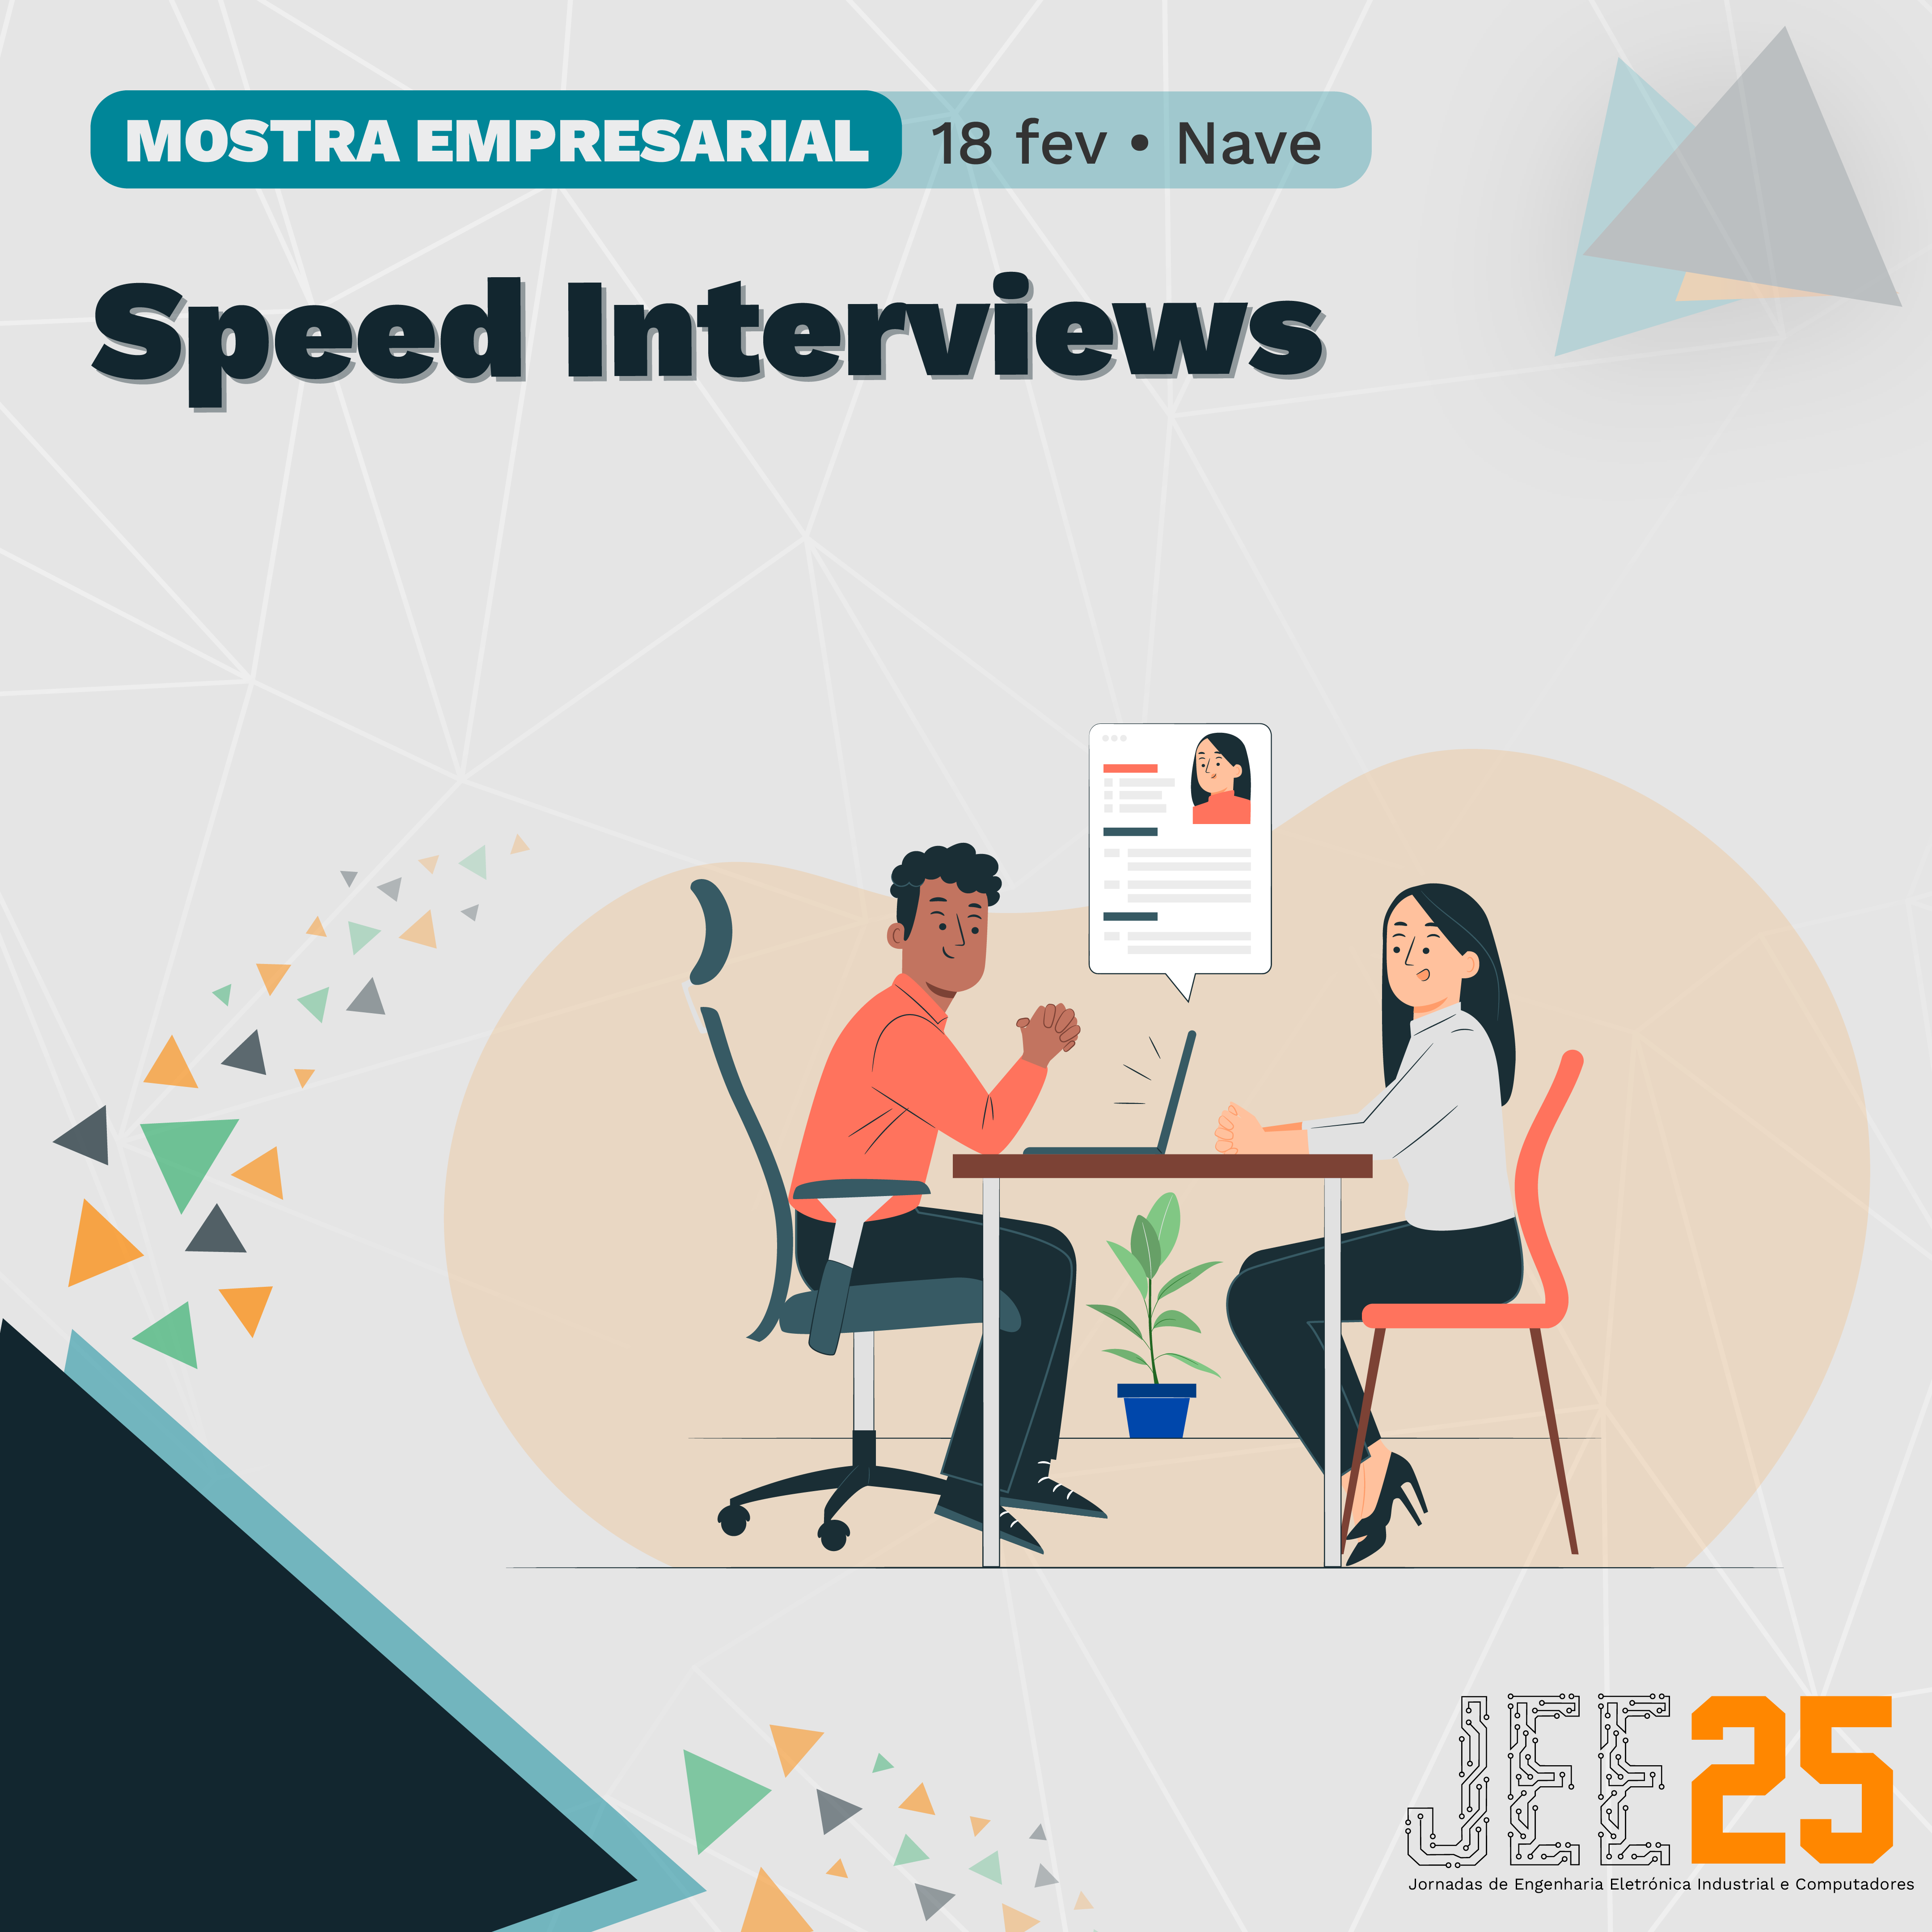 MOSTRA EMPRESARIAL 18 fev • Nave
Speed Interviews
JEE25
Jornadas de Engenharia Eletrónica Industrial e Computadores